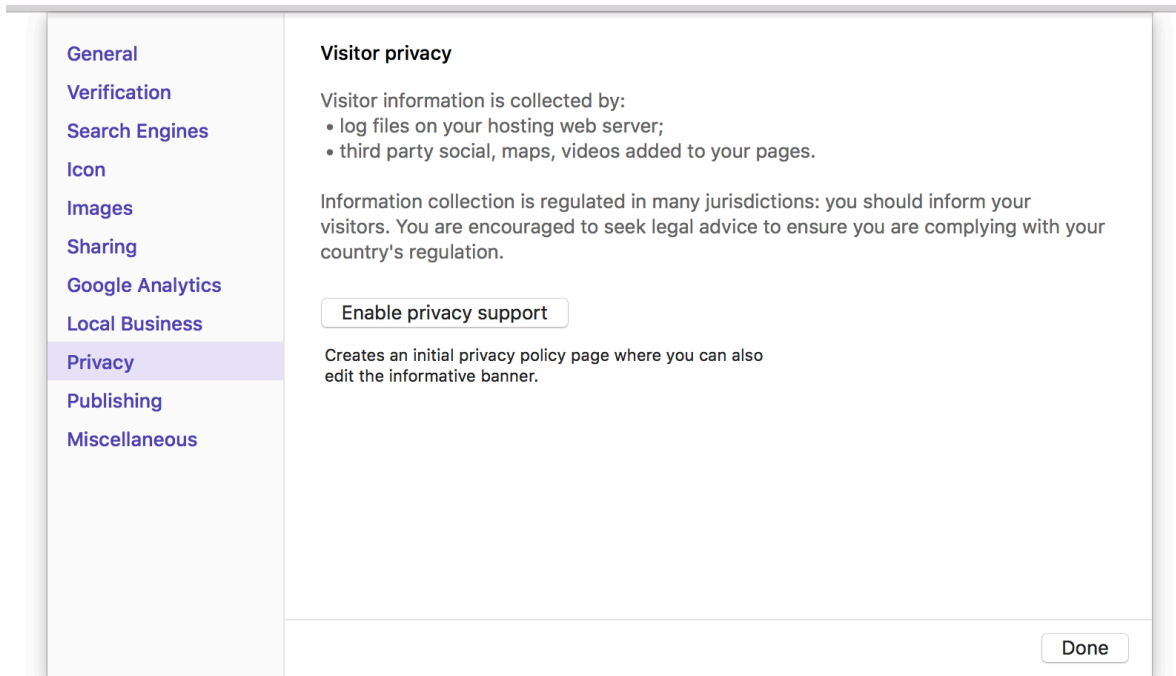 General
Verification
Search Engines
Icon
Images
Sharing
Google Analytics
Local Business
Privacy
Publishing
Miscellaneous
Visitor privacy
Visitor information is collected by:
• log files on your hosting web server;
• third party social, maps, videos added to your pages.
Information collection is regulated in many jurisdictions: you should inform your
visitors. You are encouraged to seek legal advice to ensure you are complying with your
country's regulation.
Enable privacy support
Creates an initial privacy policy page where you can also
edit the informative banner.
Done